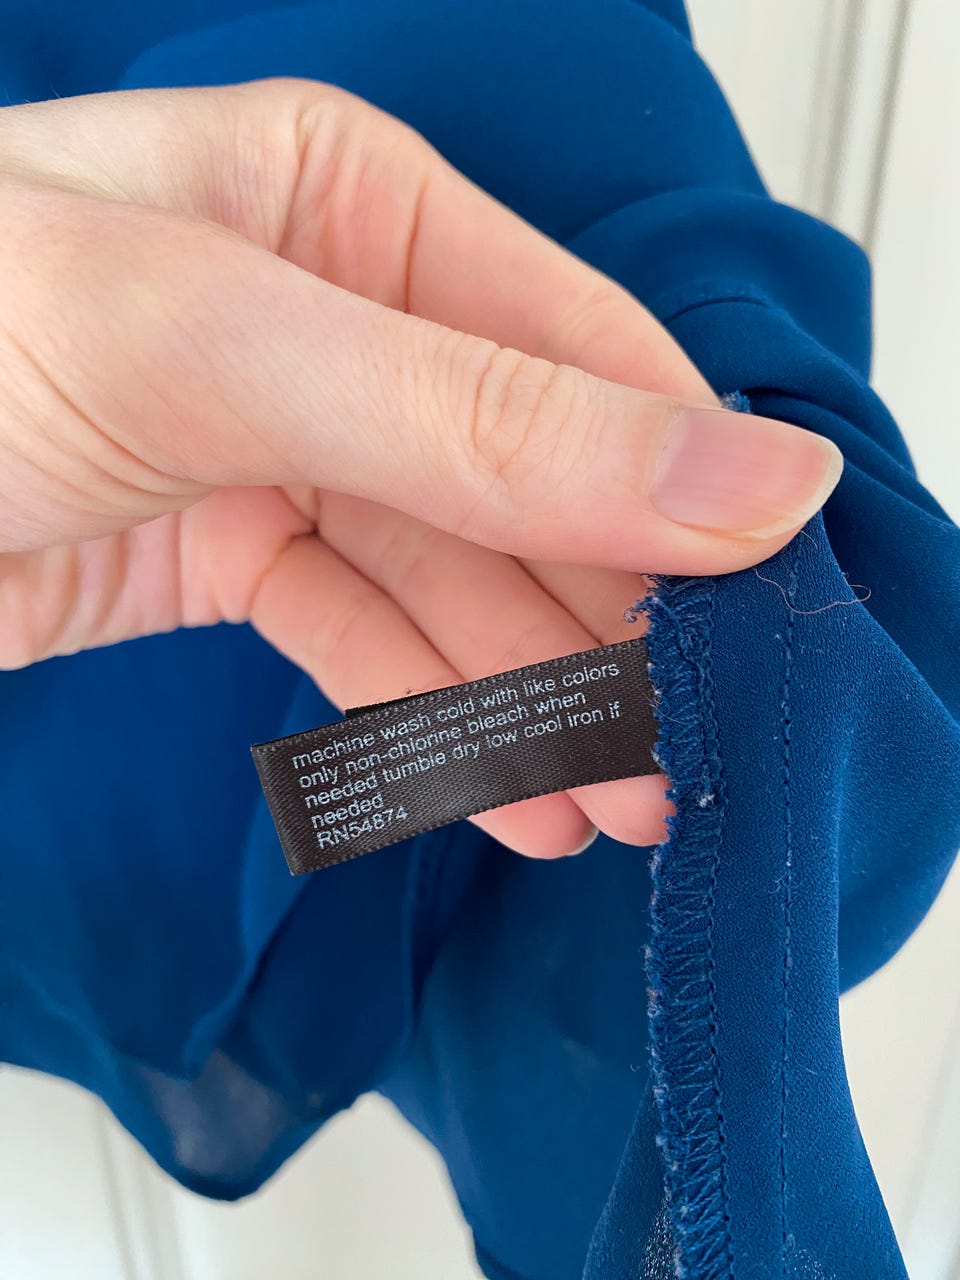 machine wash cold with like colors
only non-chlorine bleach when
needed tumble dry low cool iron if
needed
RN54874